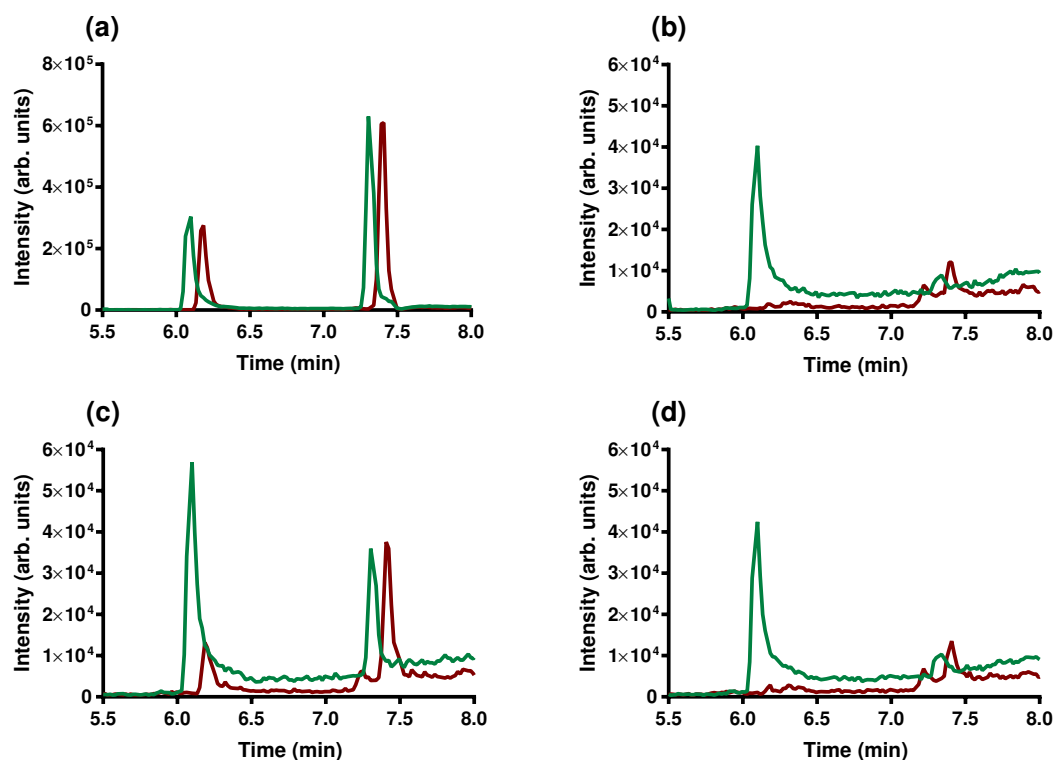 (a)
Intensity (arb. units)
8×10⁵
6×10⁵
4×10⁵
2×10⁵
0
5.5 6.0 6.5 7.0 7.5 8.0
Time (min)
(b)
Intensity (arb. units)
6×10⁴
5×10⁴
4×10⁴
3×10⁴
2×10⁴
1×10⁴
0
5.5 6.0 6.5 7.0 7.5 8.0
Time (min)
(c)
Intensity (arb. units)
6×10⁴
5×10⁴
4×10⁴
3×10⁴
2×10⁴
1×10⁴
0
5.5 6.0 6.5 7.0 7.5 8.0
Time (min)
(d)
Intensity (arb. units)
6×10⁴
5×10⁴
4×10⁴
3×10⁴
2×10⁴
1×10⁴
0
5.5 6.0 6.5 7.0 7.5 8.0
Time (min)